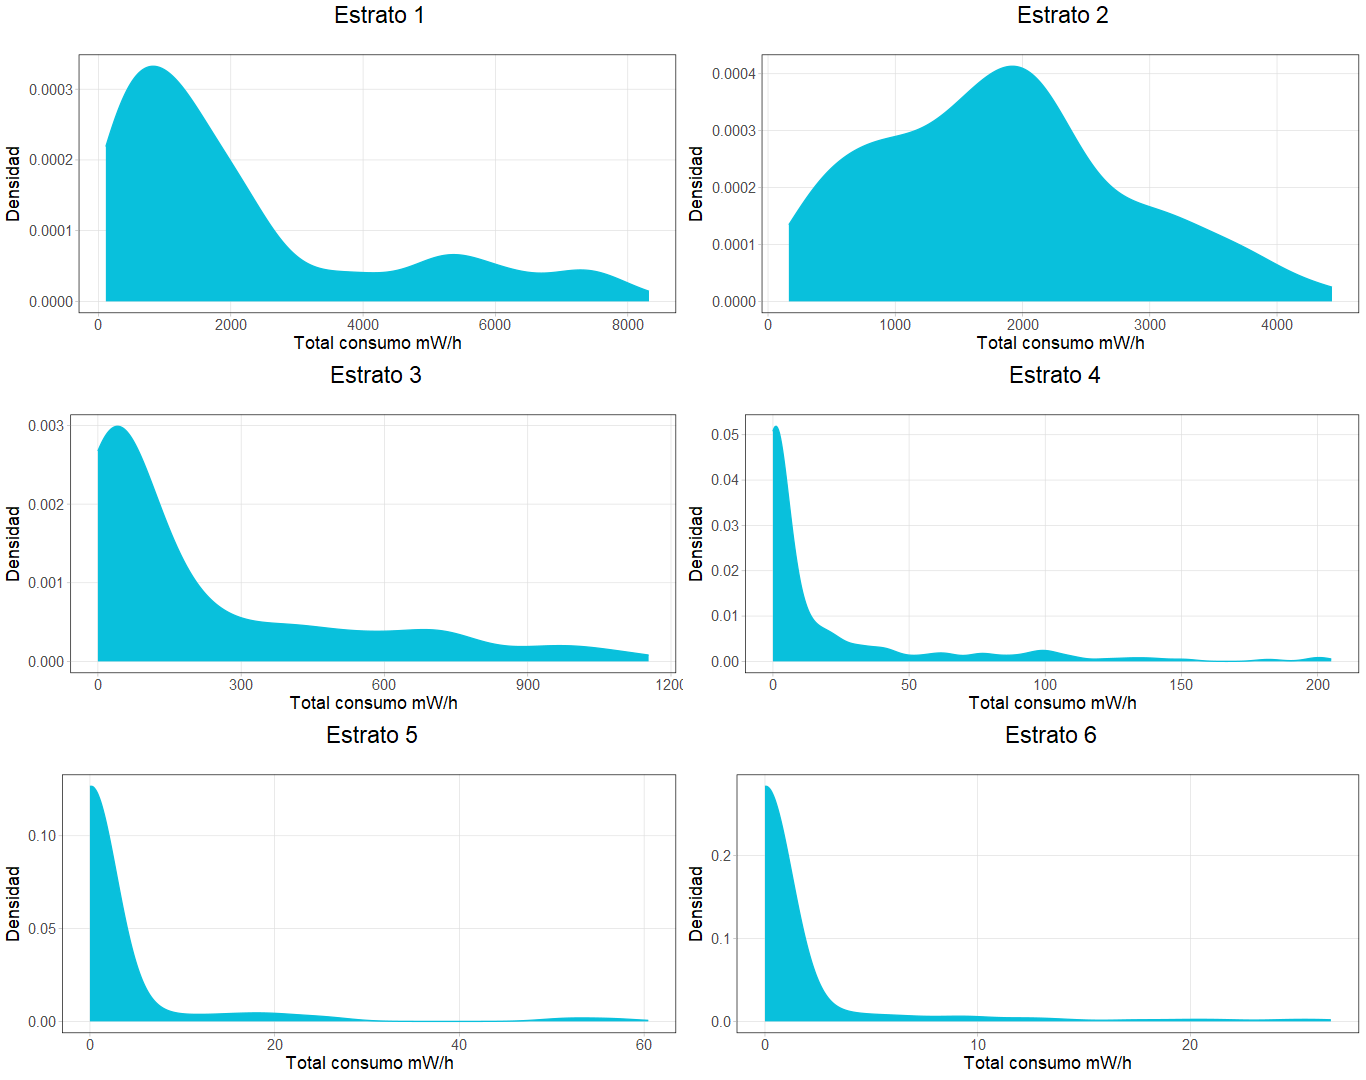 Estrato 1
Densidad
0.0003
0.0002
0.0001
0.0000
0 2000 4000 6000 8000
Total consumo mW/h
Estrato 2
Densidad
0.0004
0.0003
0.0002
0.0001
0.0000
0 1000 2000 3000 4000
Total consumo mW/h
Estrato 3
Densidad
0.003
0.002
0.001
0.000
0 300 600 900 1200
Total consumo mW/h
Estrato 4
Densidad
0.05
0.04
0.03
0.02
0.01
0.00
0 50 100 150 200
Total consumo mW/h
Estrato 5
Densidad
0.10
0.05
0.00
0 20 40 60
Total consumo mW/h
Estrato 6
Densidad
0.2
0.1
0.0
0 10 20
Total consumo mW/h